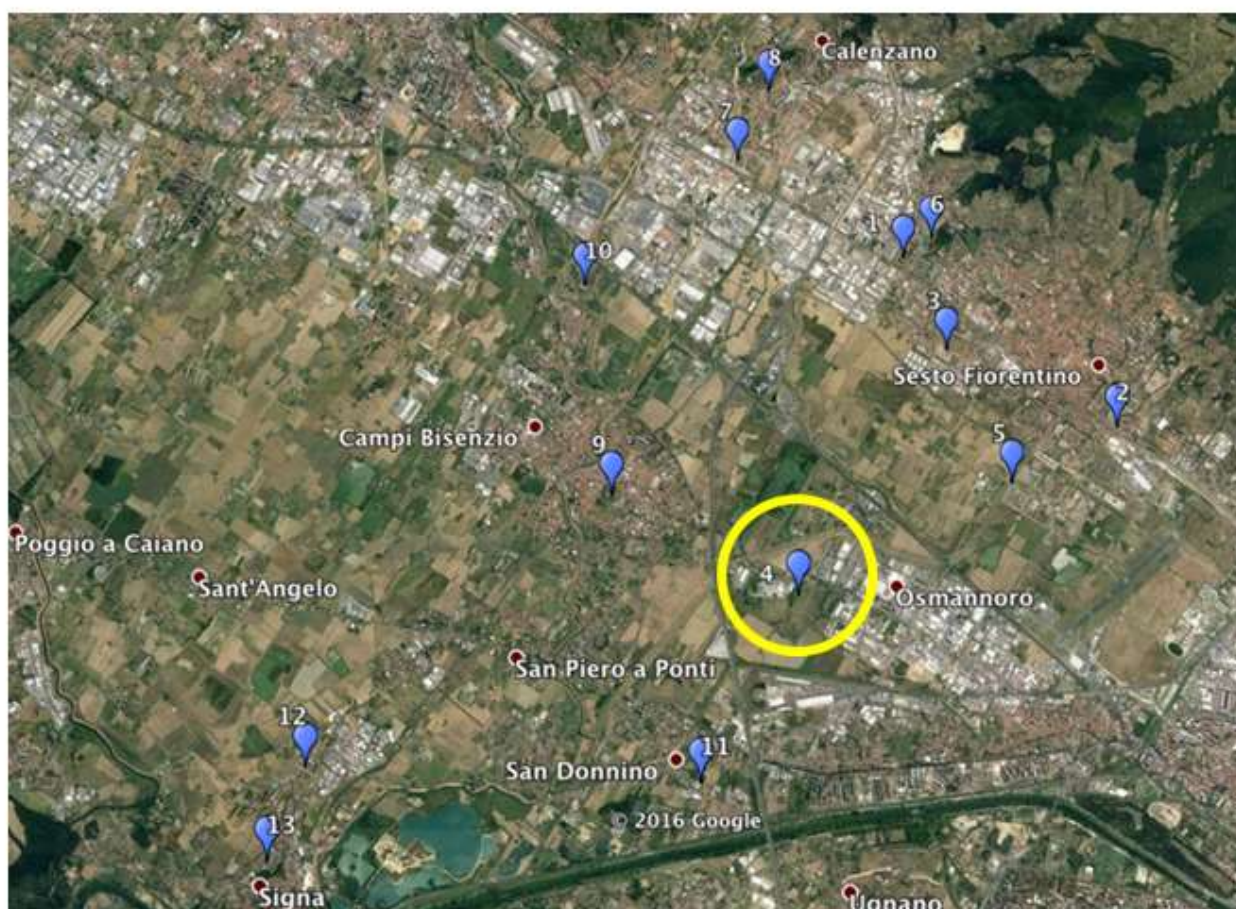 Calenzano
8
7
6
1
10
3
Sesto Fiorentino
2
Campi Bisenzio
9
5
Poggio a Caiano
Sant'Angelo
4
Osmannoro
San Piero a Ponti
12
11
San Donnino
© 2016 Google
13
Signa
Ugnano